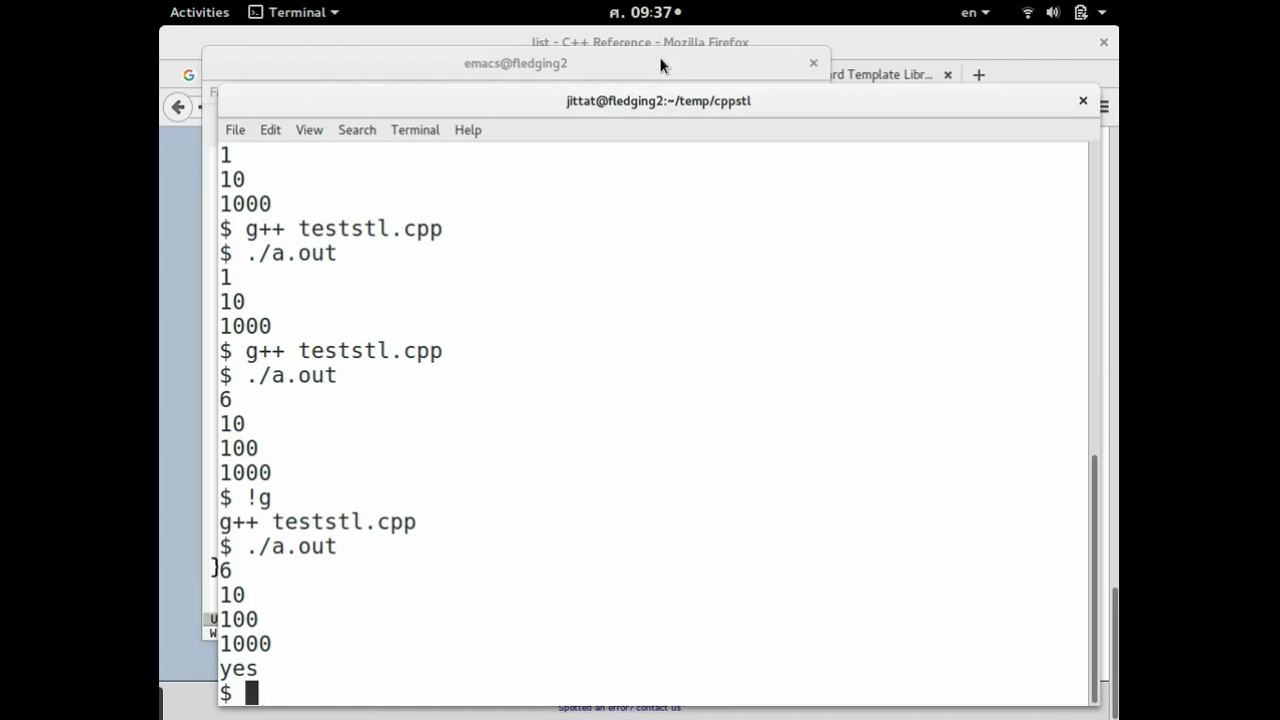 Activities
Terminal
ศ. 09:37
en
list - C++ Reference - Mozilla Firefox
emacs@fledging2
rd Template Libr...
jittat@fledging2:~/temp/cppstl
File Edit View Search Terminal Help
1
10
1000
$ g++ teststl.cpp
$ ./a.out
1
10
1000
$ g++ teststl.cpp
$ ./a.out
6
10
100
1000
$ !g
g++ teststl.cpp
$ ./a.out
}6
10
100
1000
yes
$
Spotted an error? contact us